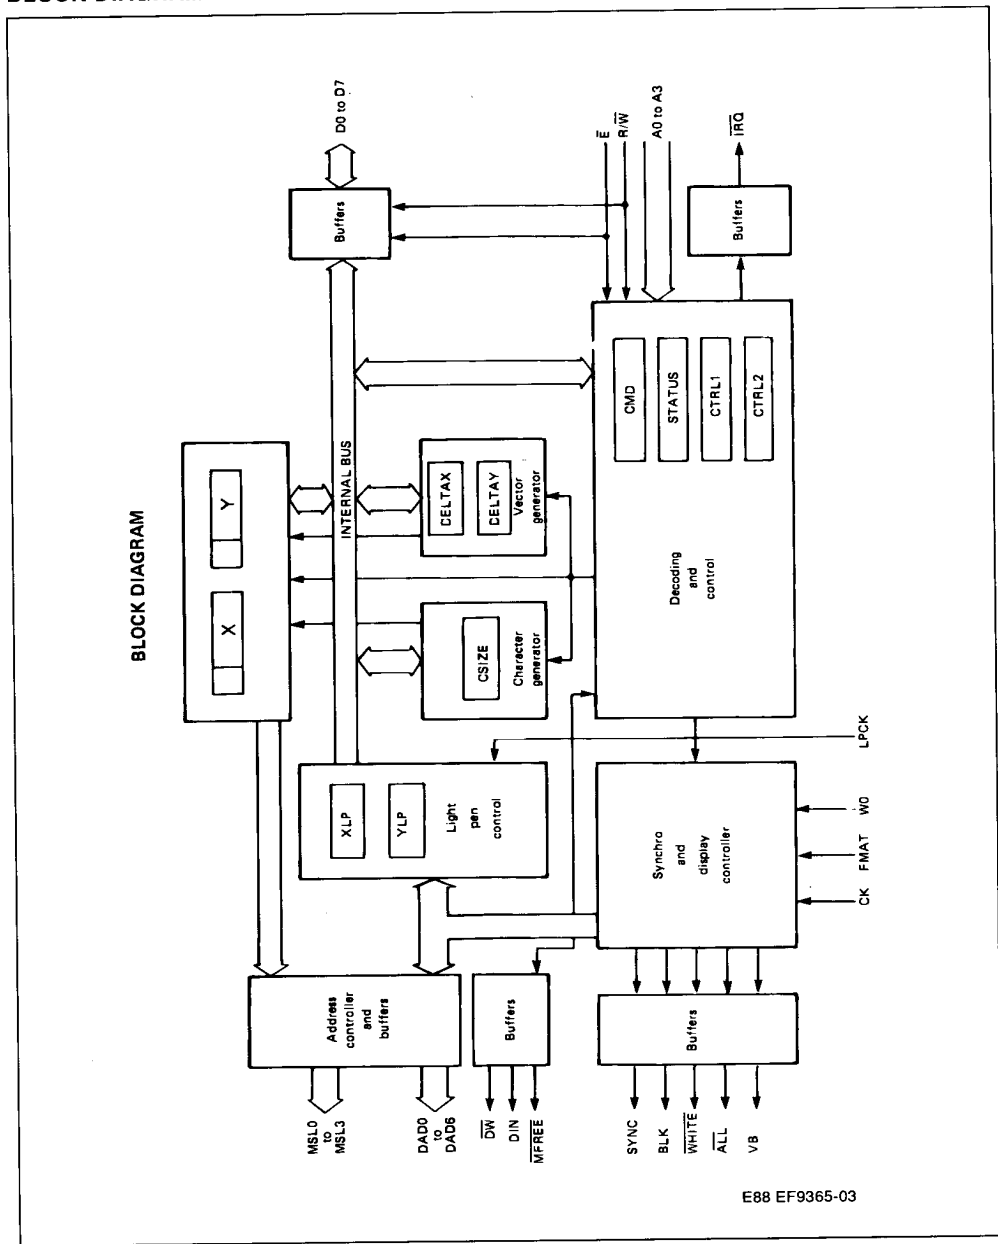 BLOCK DIAGRAM
D0 to D7
E
R/W
A0 to A3
IRQ
Buffers
Buffers
X
Y
INTERNAL BUS
DELTAX
DELTAY
Vector
generator
CSIZE
Character
generator
CMD
STATUS
CTRL1
CTRL2
Decoding
and
control
XLP
YLP
Light
pen
control
LPCK
Synchro
and
display
controller
W0
FMAT
CK
Address
controller
and
buffers
Buffers
Buffers
MSL0
to
MSL3
DAD0
to
DAD6
DW
DIN
MFREE
SYNC
BLK
WHITE
ALL
VB
E88 EF9365-03